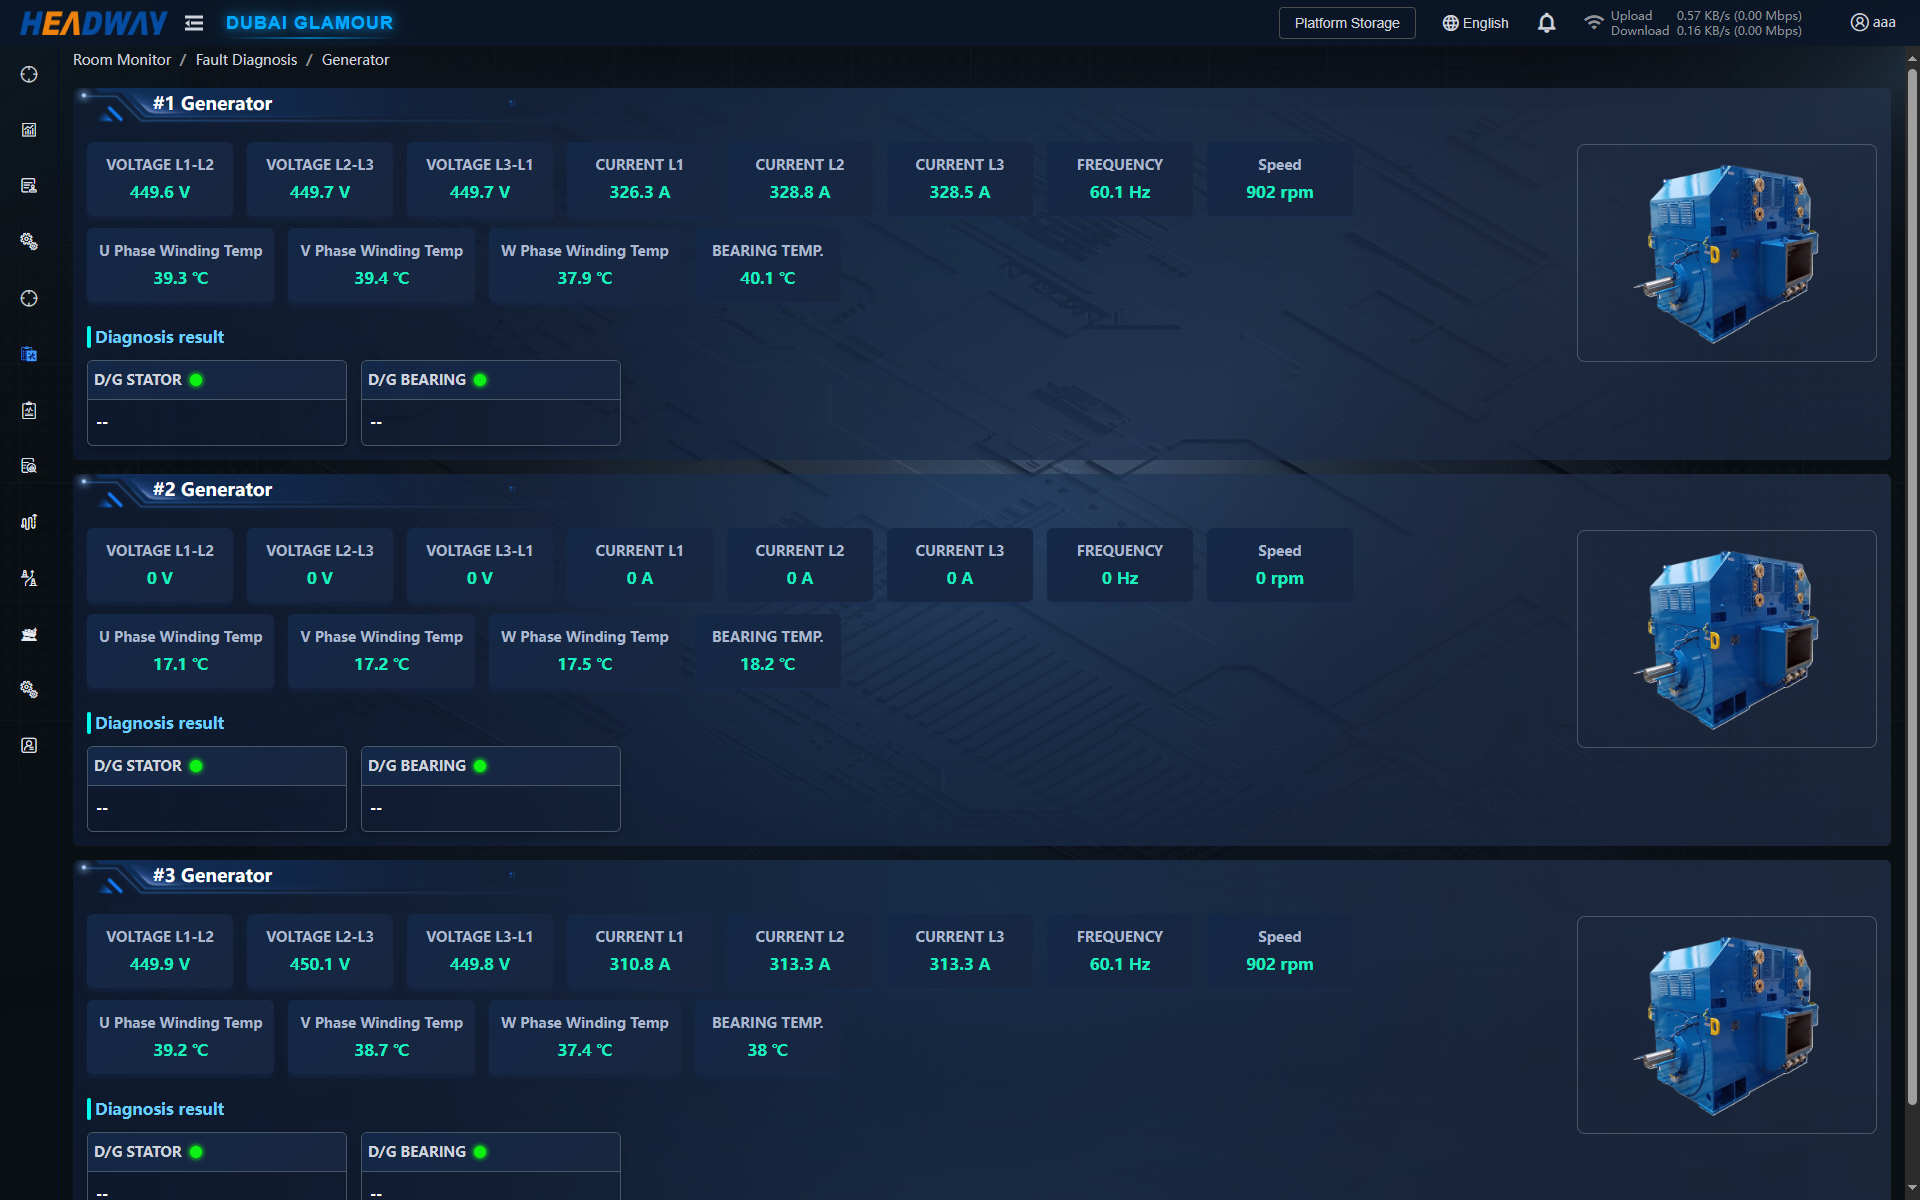 HEADWAY DUBAI GLAMOUR Platform Storage English Upload 0.57 KB/s (0.00 Mbps) aaa
Download 0.16 KB/s (0.00 Mbps)
Room Monitor / Fault Diagnosis / Generator
#1 Generator
VOLTAGE L1-L2 VOLTAGE L2-L3 VOLTAGE L3-L1 CURRENT L1 CURRENT L2 CURRENT L3 FREQUENCY Speed
449.6 V 449.7 V 449.7 V 326.3 A 328.8 A 328.5 A 60.1 Hz 902 rpm
U Phase Winding Temp V Phase Winding Temp W Phase Winding Temp BEARING TEMP.
39.3 ℃ 39.4 ℃ 37.9 ℃ 40.1 ℃
Diagnosis result
D/G STATOR D/G BEARING
-- --
#2 Generator
VOLTAGE L1-L2 VOLTAGE L2-L3 VOLTAGE L3-L1 CURRENT L1 CURRENT L2 CURRENT L3 FREQUENCY Speed
0 V 0 V 0 V 0 A 0 A 0 A 0 Hz 0 rpm
U Phase Winding Temp V Phase Winding Temp W Phase Winding Temp BEARING TEMP.
17.1 ℃ 17.2 ℃ 17.5 ℃ 18.2 ℃
Diagnosis result
D/G STATOR D/G BEARING
-- --
#3 Generator
VOLTAGE L1-L2 VOLTAGE L2-L3 VOLTAGE L3-L1 CURRENT L1 CURRENT L2 CURRENT L3 FREQUENCY Speed
449.9 V 450.1 V 449.8 V 310.8 A 313.3 A 313.3 A 60.1 Hz 902 rpm
U Phase Winding Temp V Phase Winding Temp W Phase Winding Temp BEARING TEMP.
39.2 ℃ 38.7 ℃ 37.4 ℃ 38 ℃
Diagnosis result
D/G STATOR D/G BEARING
-- --